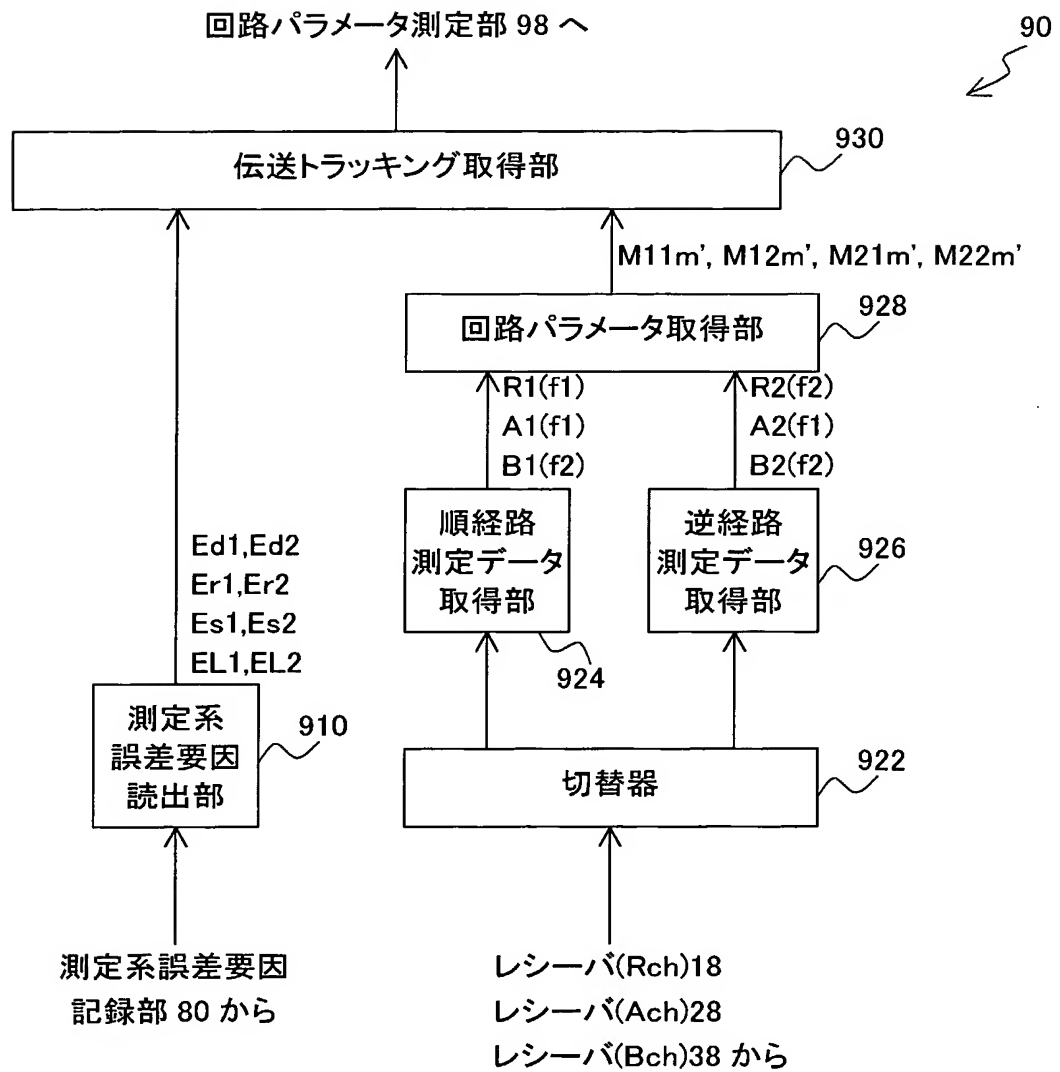 回路パラメータ測定部 98 へ
90
伝送トラッキング取得部
930
M11m', M12m', M21m', M22m'
回路パラメータ取得部
928
R1(f1)
A1(f1)
B1(f2)
R2(f2)
A2(f1)
B2(f2)
順経路
測定データ
取得部
924
逆経路
測定データ
取得部
926
Ed1,Ed2
Er1,Er2
Es1,Es2
EL1,EL2
測定系
誤差要因
読出部
910
切替器
922
測定系誤差要因
記録部 80 から
レシーバ(Rch)18
レシーバ(Ach)28
レシーバ(Bch)38 から